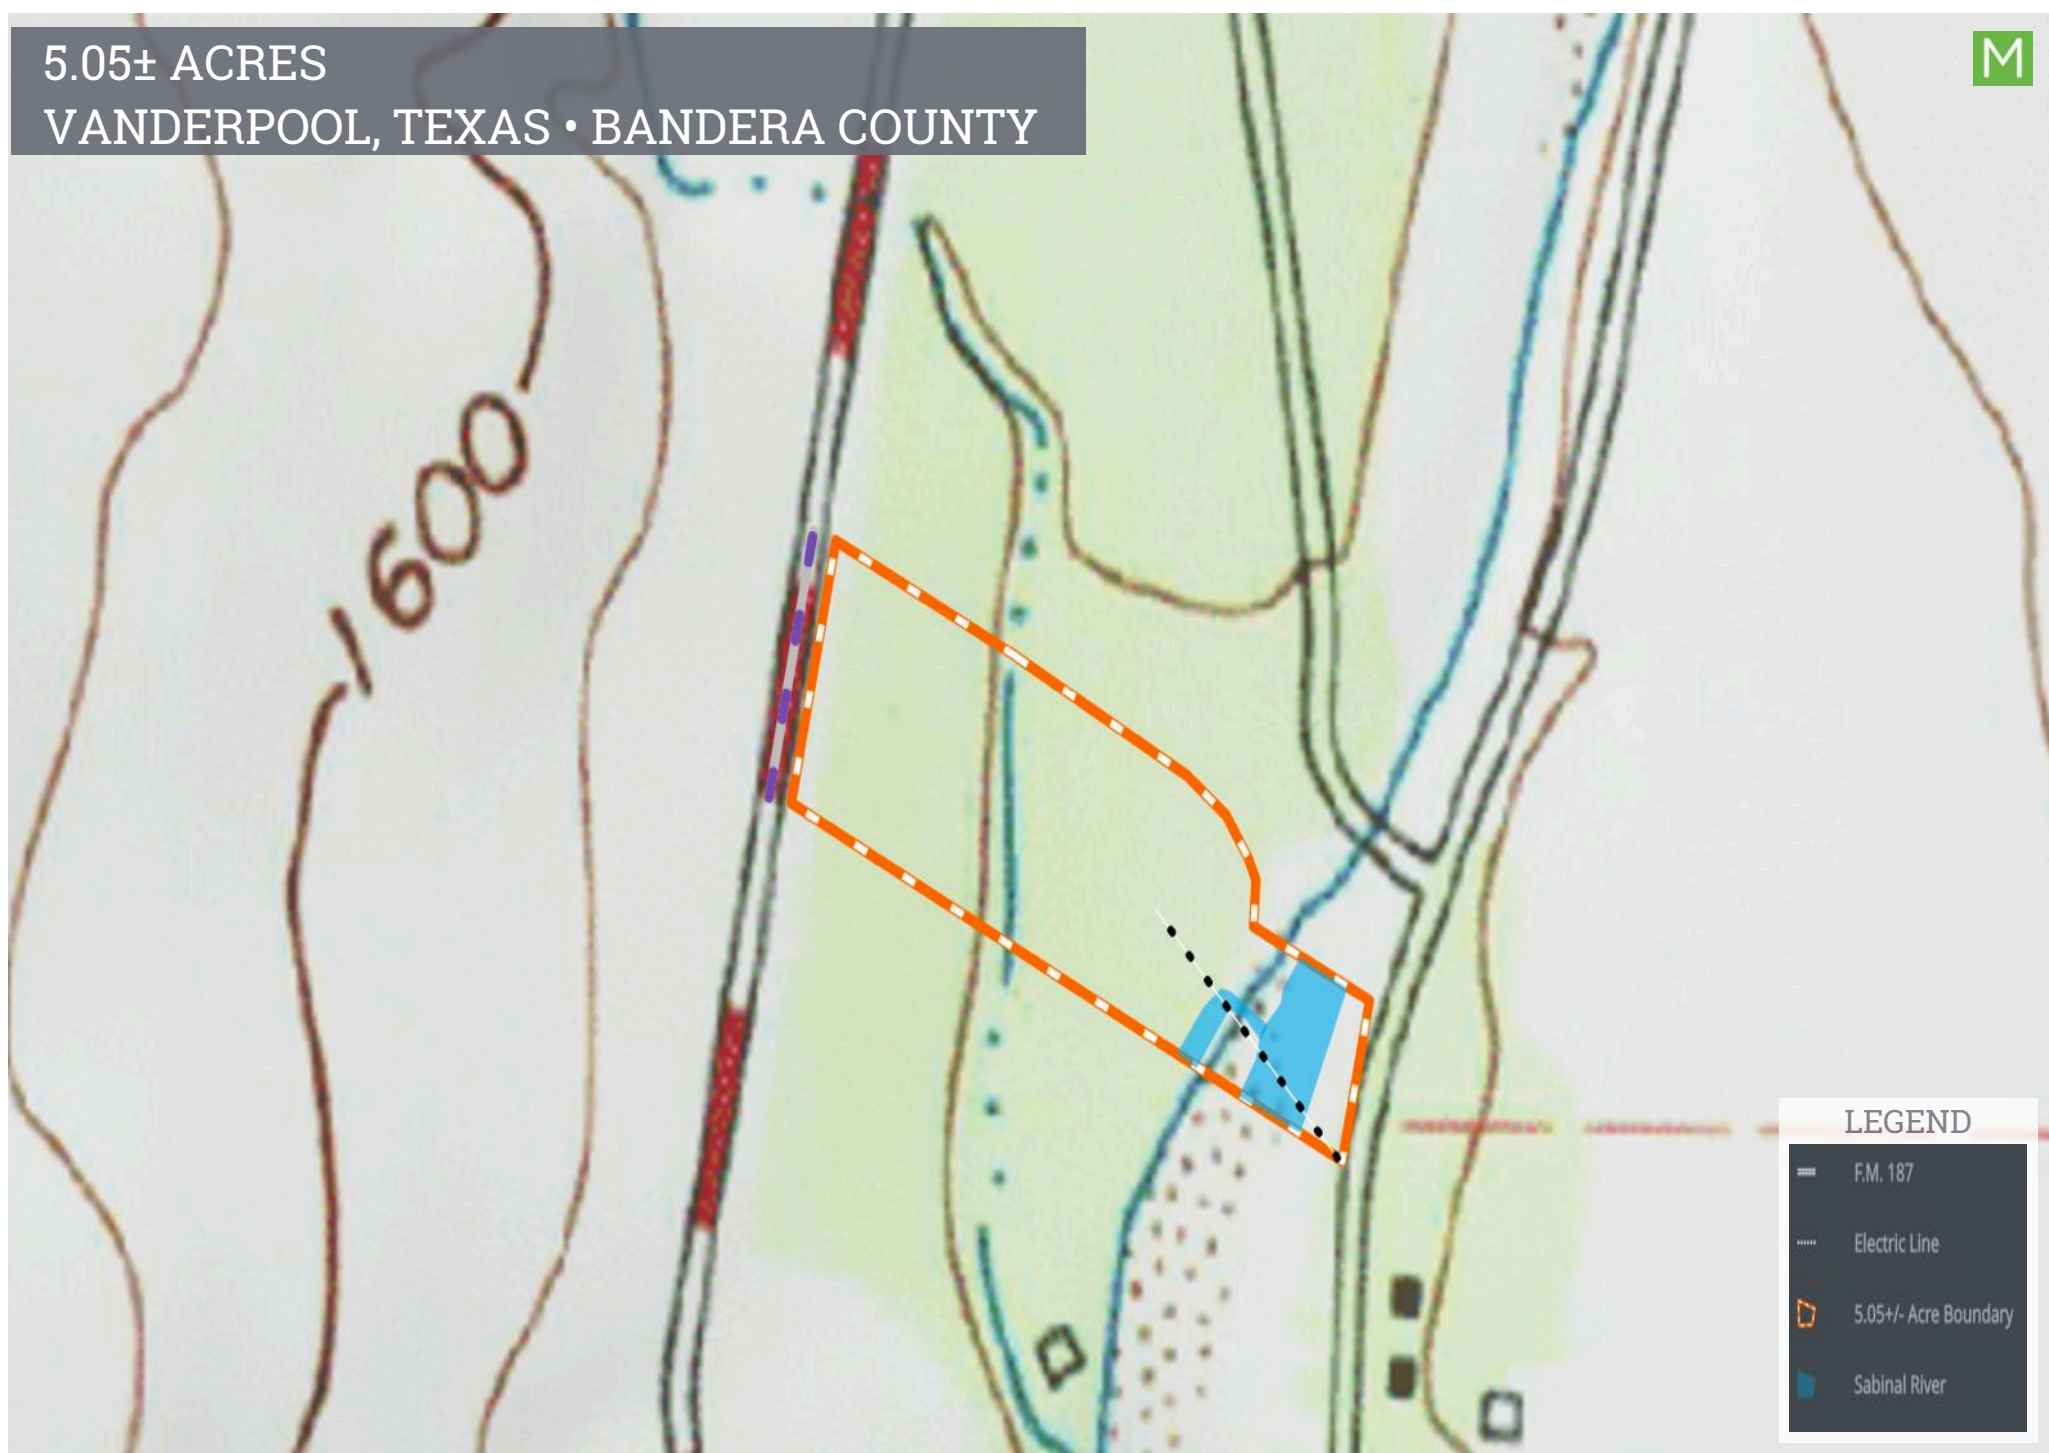 5.05± ACRES
VANDERPOOL, TEXAS • BANDERA COUNTY
M
1600
LEGEND
F.M. 187
Electric Line
5.05+/- Acre Boundary
Sabinal River